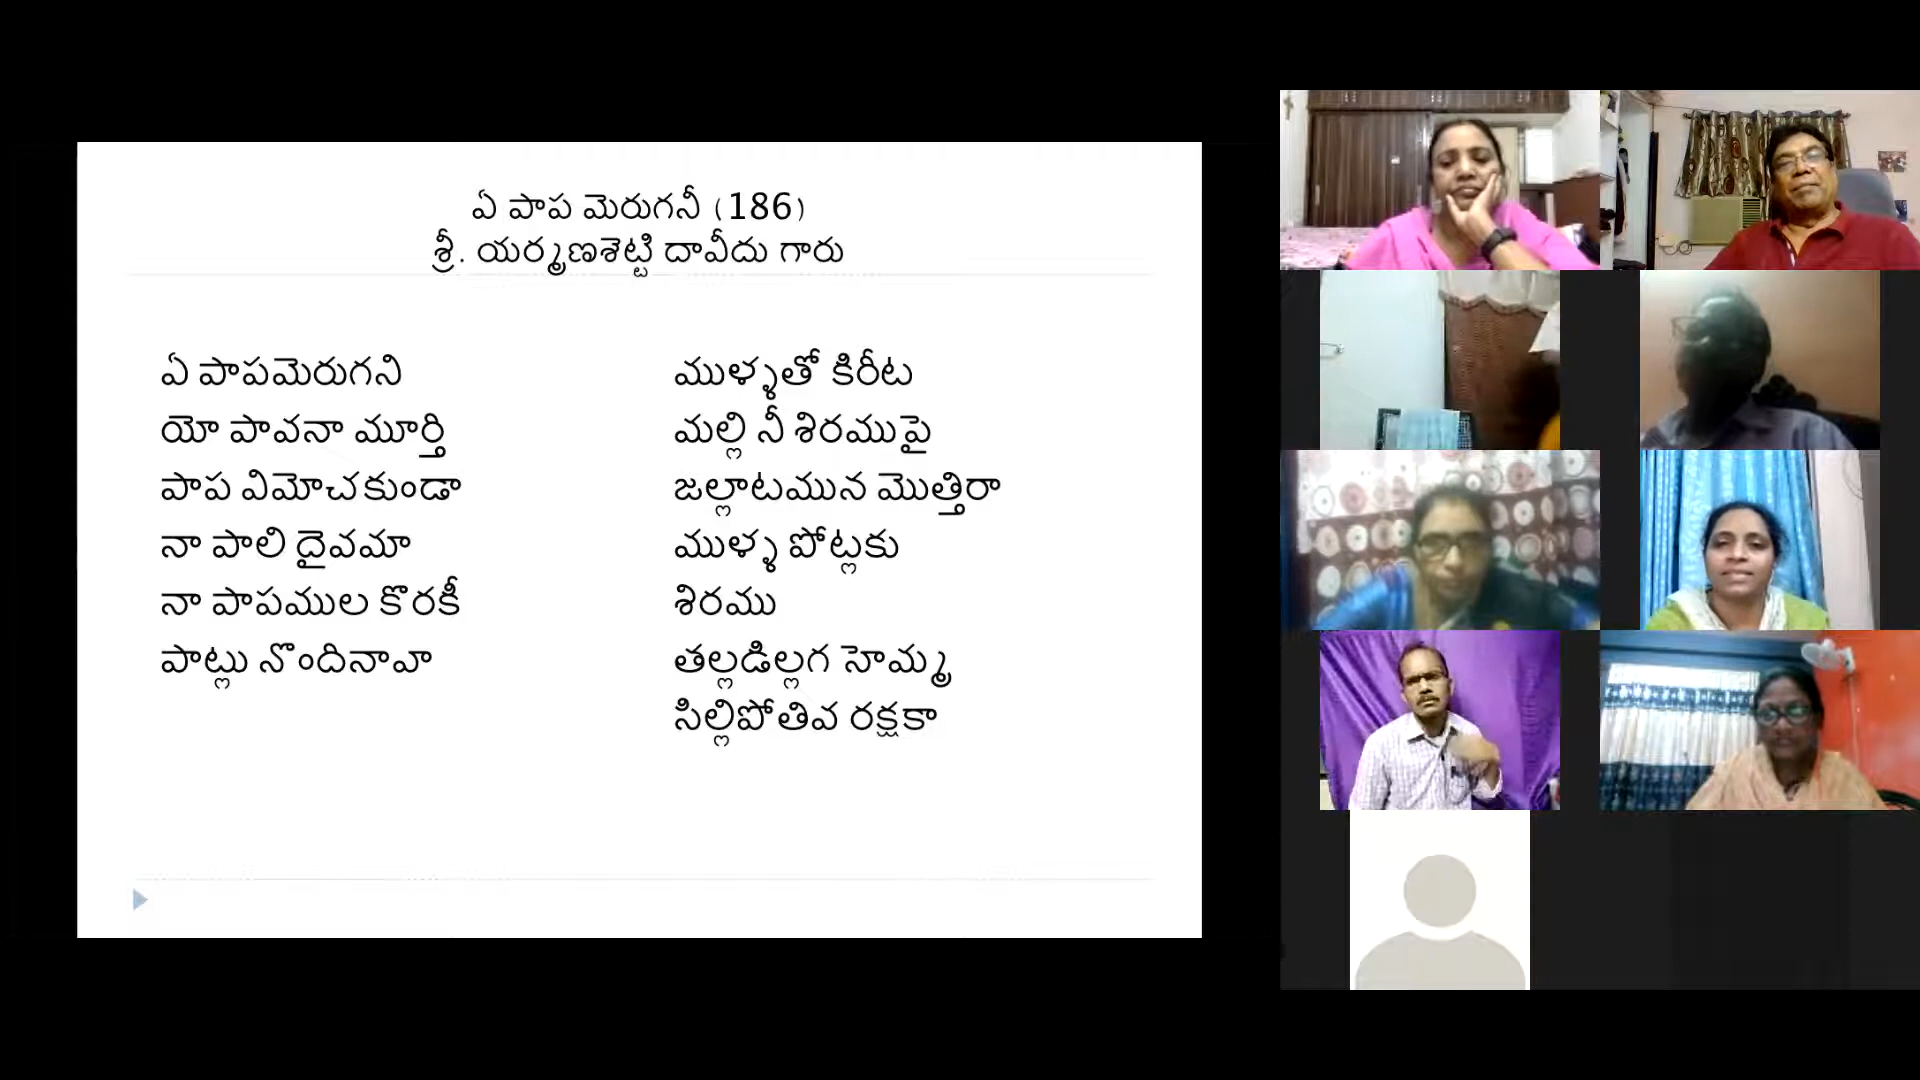 ఏ పాప మెరుగనీ (186)
శ్రీ. యర్మణశెట్టి దావీదు గారు
ఏ పాపమెరుగని
యో పావనా మూర్తి
పాప విమోచకుండా
నా పాలి దైవమా
నా పాపముల కొరకీ
పాట్లు నొందినావా
ముళ్ళతో కిరీట
మల్లి నీ శిరముపై
జల్లాటమున మొత్తిరా
ముళ్ళ పోట్లకు
శిరము
తల్లడిల్లగ సొమ్మ
సిల్లిపోతివ రక్షకా